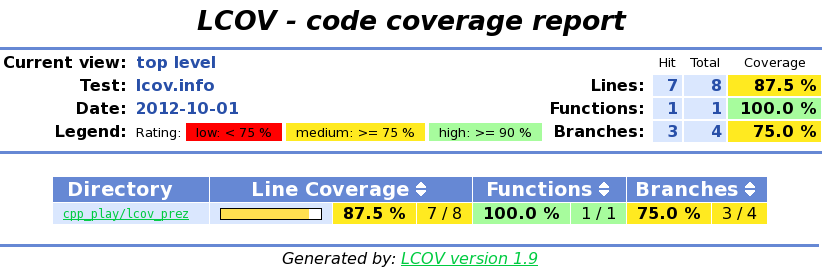 LCOV - code coverage report
Current view: top level Hit Total Coverage
Test: lcov.info Lines: 7 8 87.5 %
Date: 2012-10-01 Functions: 1 1 100.0 %
Legend: Rating: low: < 75 % medium: >= 75 % high: >= 90 % Branches: 3 4 75.0 %
Directory Line Coverage Functions Branches
cpp_play/lcov_prez 87.5 % 7 / 8 100.0 % 1 / 1 75.0 % 3 / 4
Generated by: LCOV version 1.9